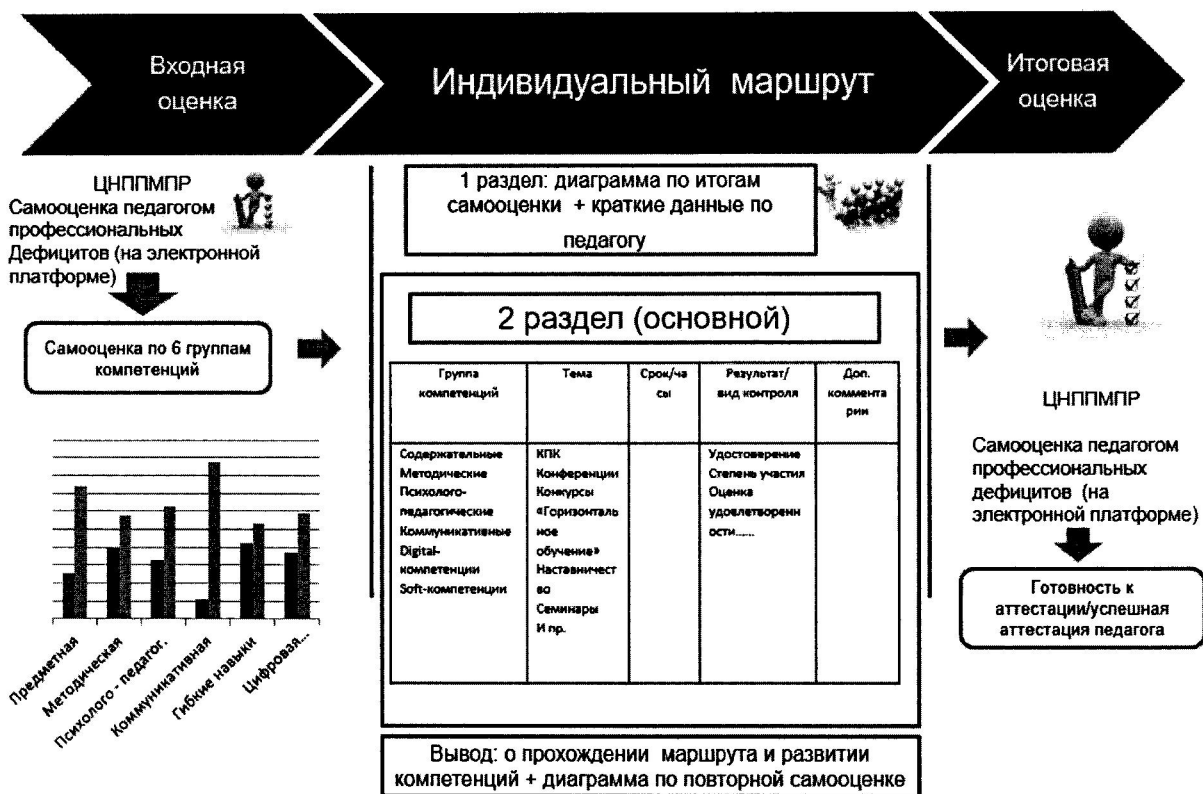 Входная
оценка
Индивидуальный маршрут
Итоговая
оценка
ЦНППМПР
Самооценка педагогом
профессиональных
Дефицитов (на электронной
платформе)
Самооценка по 6 группам
компетенций
Предметная
Методическая
Психолого - педагог.
Коммуникативная
Гибкие навыки
Цифровая...
1 раздел: диаграмма по итогам
самооценки + краткие данные по
педагогу
2 раздел (основной)
Группа
компетенций
Тема
Срок/ча
сы
Результат/
вид контроля
Доп.
коммента
рии
Содержательные
Методические
Психолого-
педагогические
Коммуникативные
Digital-
компетенции
Soft-компетенции
КПК
Конференции
Конкурсы
«Горизонталь
ное
обучение»
Наставничест
во
Семинары
И пр.
Удостоверение
Степень участия
Оценка
удовлетворенн
ости......
Вывод: о прохождении маршрута и развитии
компетенций + диаграмма по повторной самооценке
ЦНППМПР
Самооценка педагогом
профессиональных
дефицитов (на
электронной платформе)
Готовность к
аттестации/успешная
аттестация педагога